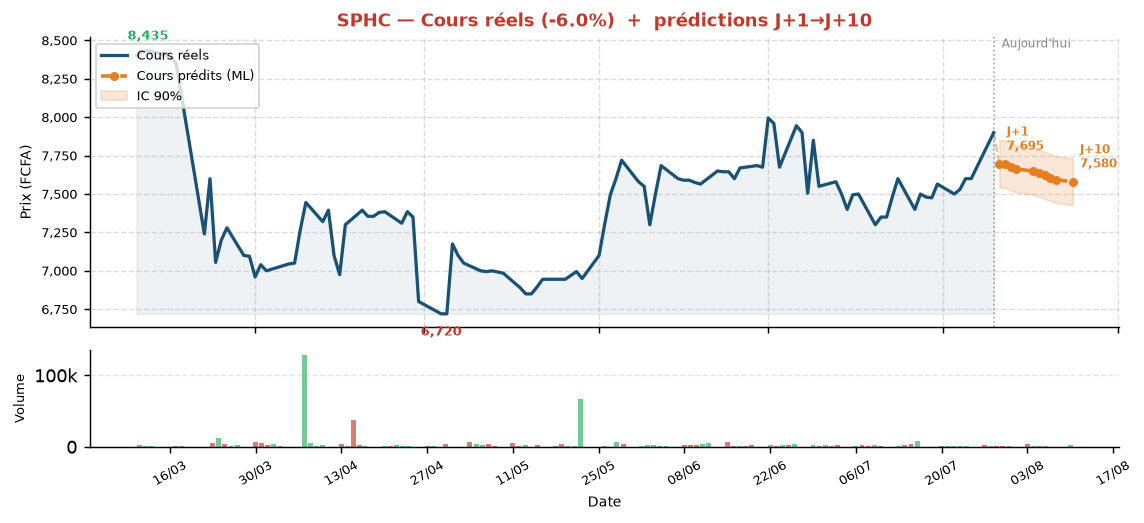 SPHC — Cours réels (-6.0%)  +  prédictions J+1→J+10
8,435
Aujourd'hui
Cours réels
Cours prédits (ML)
IC 90%
J+1
7,695
J+10
7,580
6,720
Prix (FCFA)
8,500
8,250
8,000
7,750
7,500
7,250
7,000
6,750
Volume
100k
0
16/03
30/03
13/04
27/04
11/05
25/05
08/06
22/06
06/07
20/07
03/08
17/08
Date